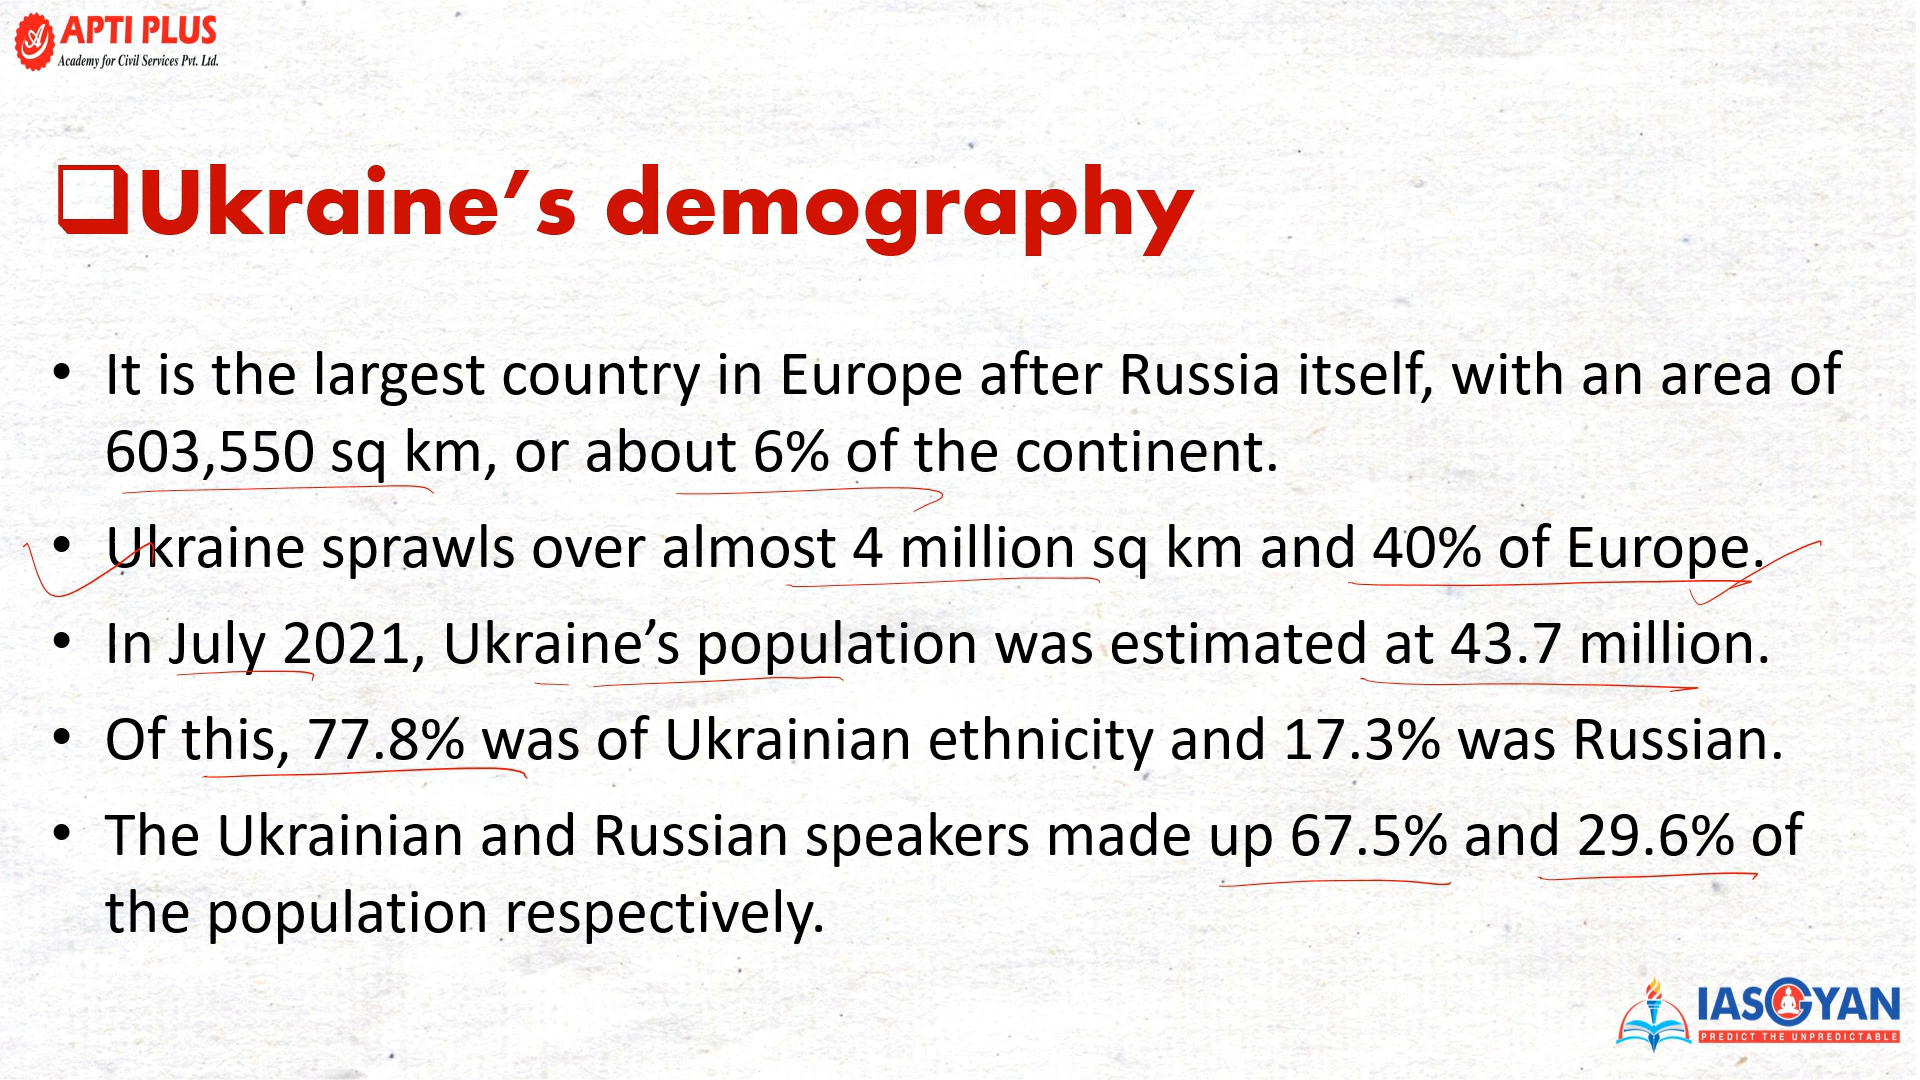 APTI PLUS
Academy for Civil Services Pvt. Ltd.
Ukraine’s demography
• It is the largest country in Europe after Russia itself, with an area of
603,550 sq km, or about 6% of the continent.
• Ukraine sprawls over almost 4 million sq km and 40% of Europe.
• In July 2021, Ukraine’s population was estimated at 43.7 million.
• Of this, 77.8% was of Ukrainian ethnicity and 17.3% was Russian.
• The Ukrainian and Russian speakers made up 67.5% and 29.6% of
the population respectively.
IASGYAN
PREDICT THE UNPREDICTABLE